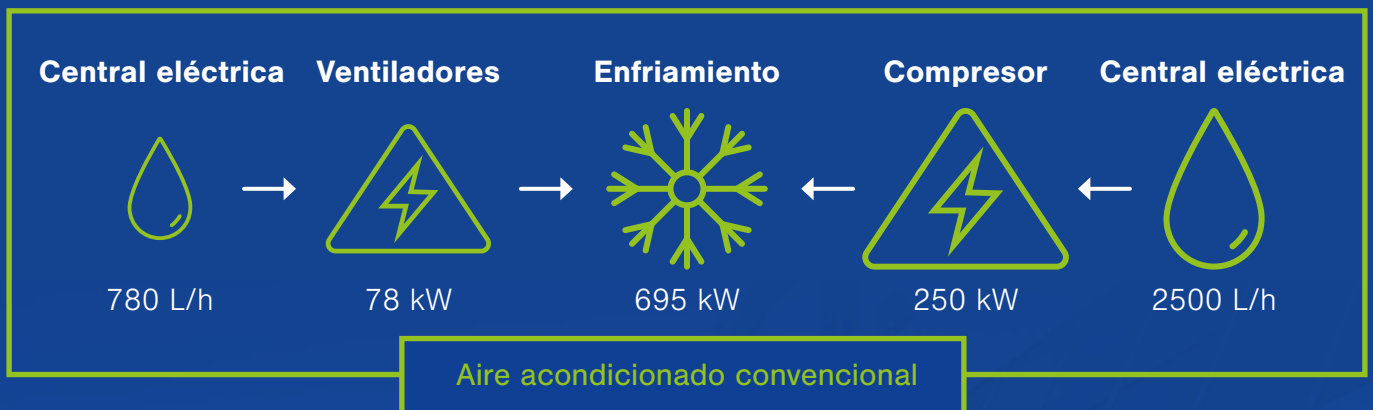 Central eléctrica
Ventiladores
Enfriamiento
Compresor
Central eléctrica
780 L/h
78 kW
695 kW
250 kW
2500 L/h
Aire acondicionado convencional